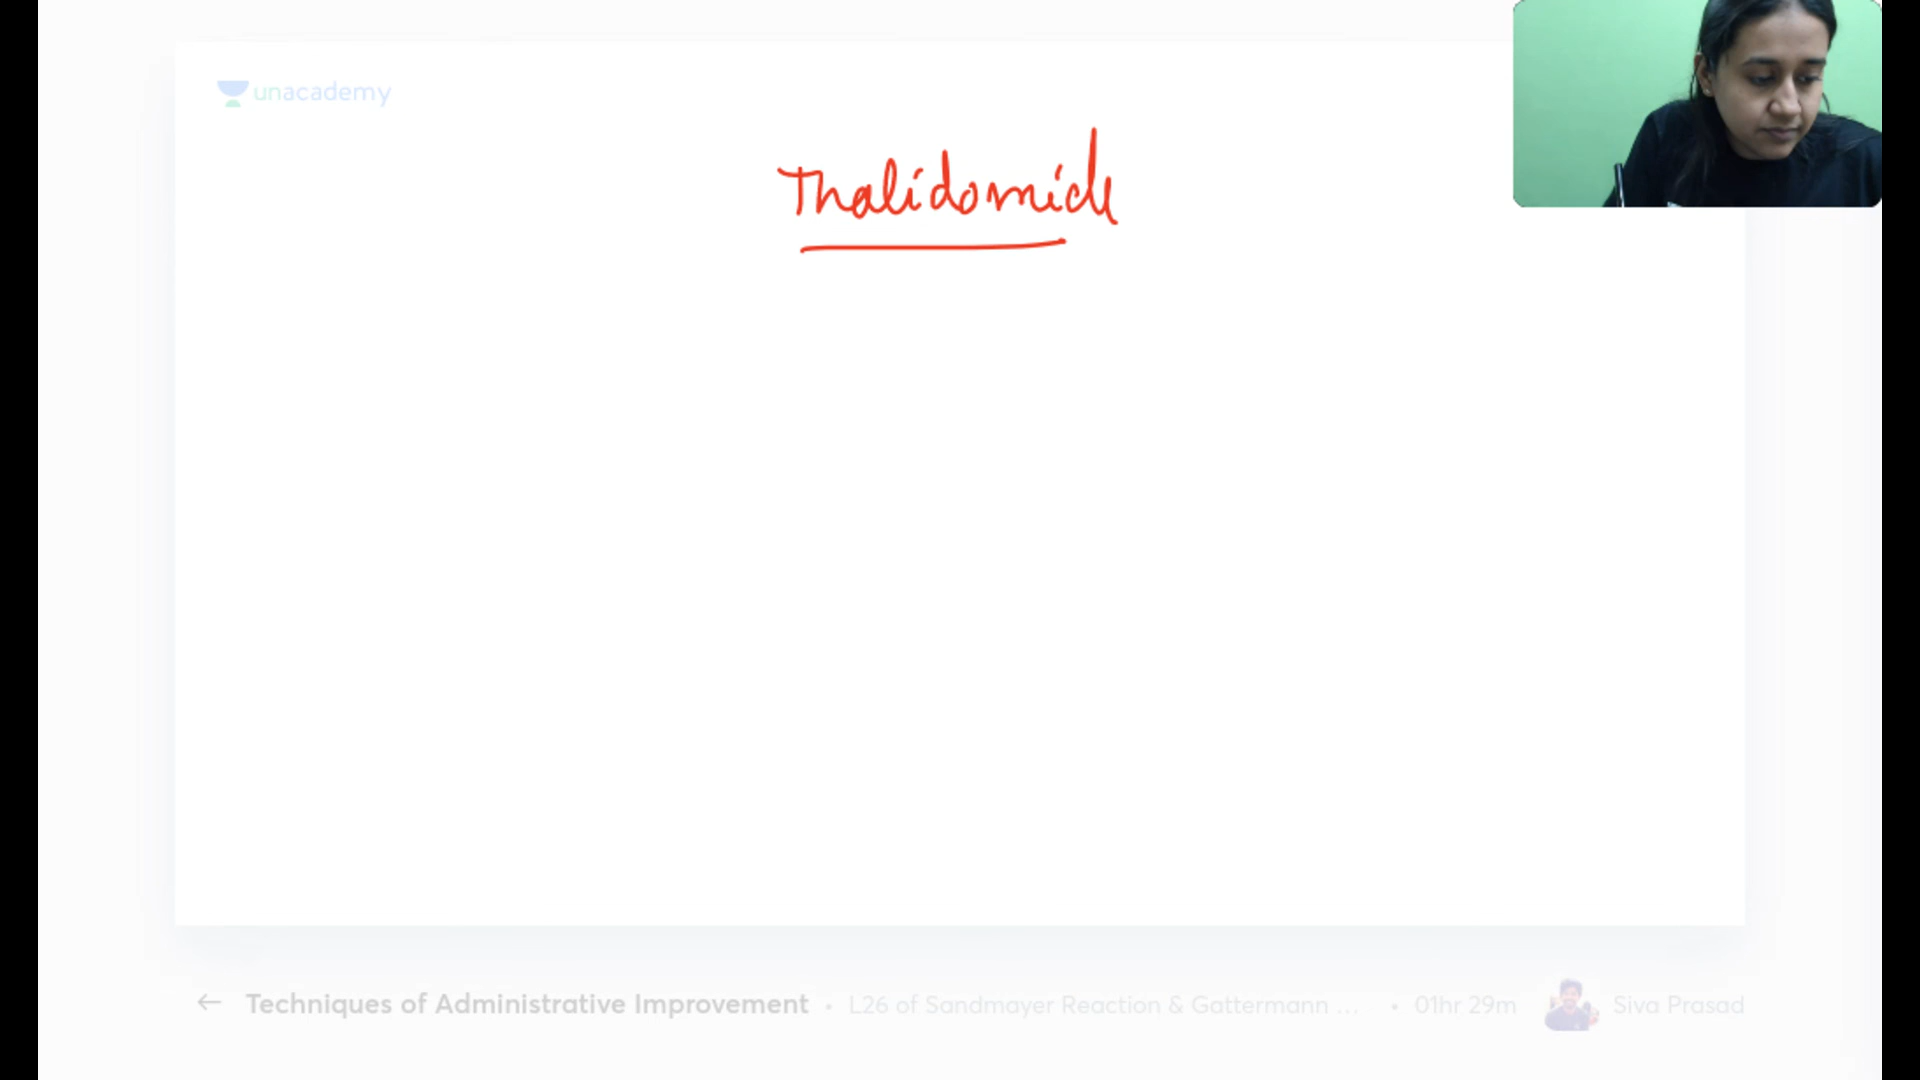 unacademy
Thalidomide
Techniques of Administrative Improvement • L26 of Sandmayer Reaction & Gattermann ... • 01hr 29m Siva Prasad